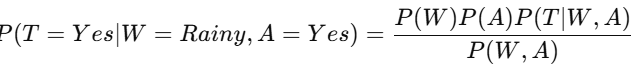 P(T = Yes|W = Rainy, A = Yes) = \frac{P(W)P(A)P(T|W, A)}{P(W, A)}